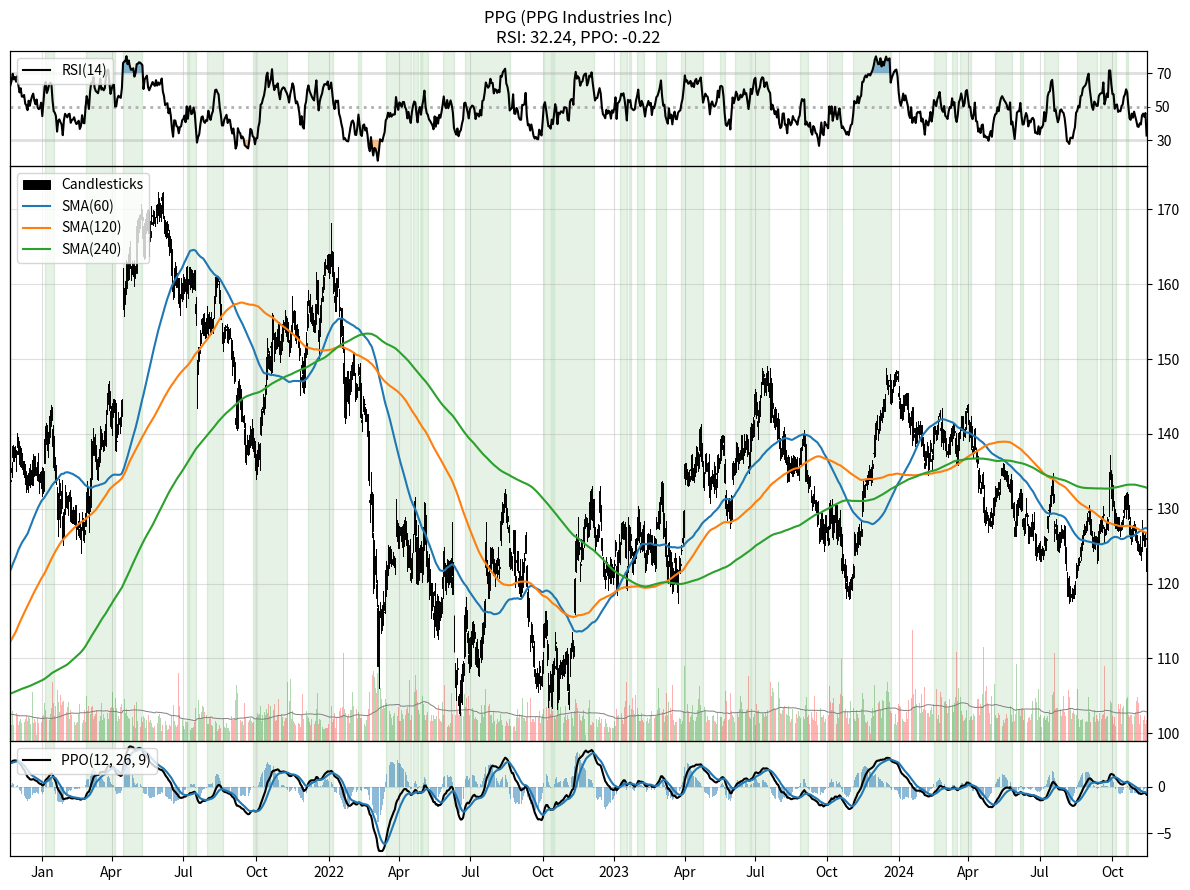 PPG (PPG Industries Inc)
RSI: 32.24, PPO: -0.22
RSI(14)
70
50
30
Candlesticks
SMA(60)
SMA(120)
SMA(240)
170
160
150
140
130
120
110
100
PPO(12, 26, 9)
0
−5
Jan Apr Jul Oct 2022 Apr Jul Oct 2023 Apr Jul Oct 2024 Apr Jul Oct